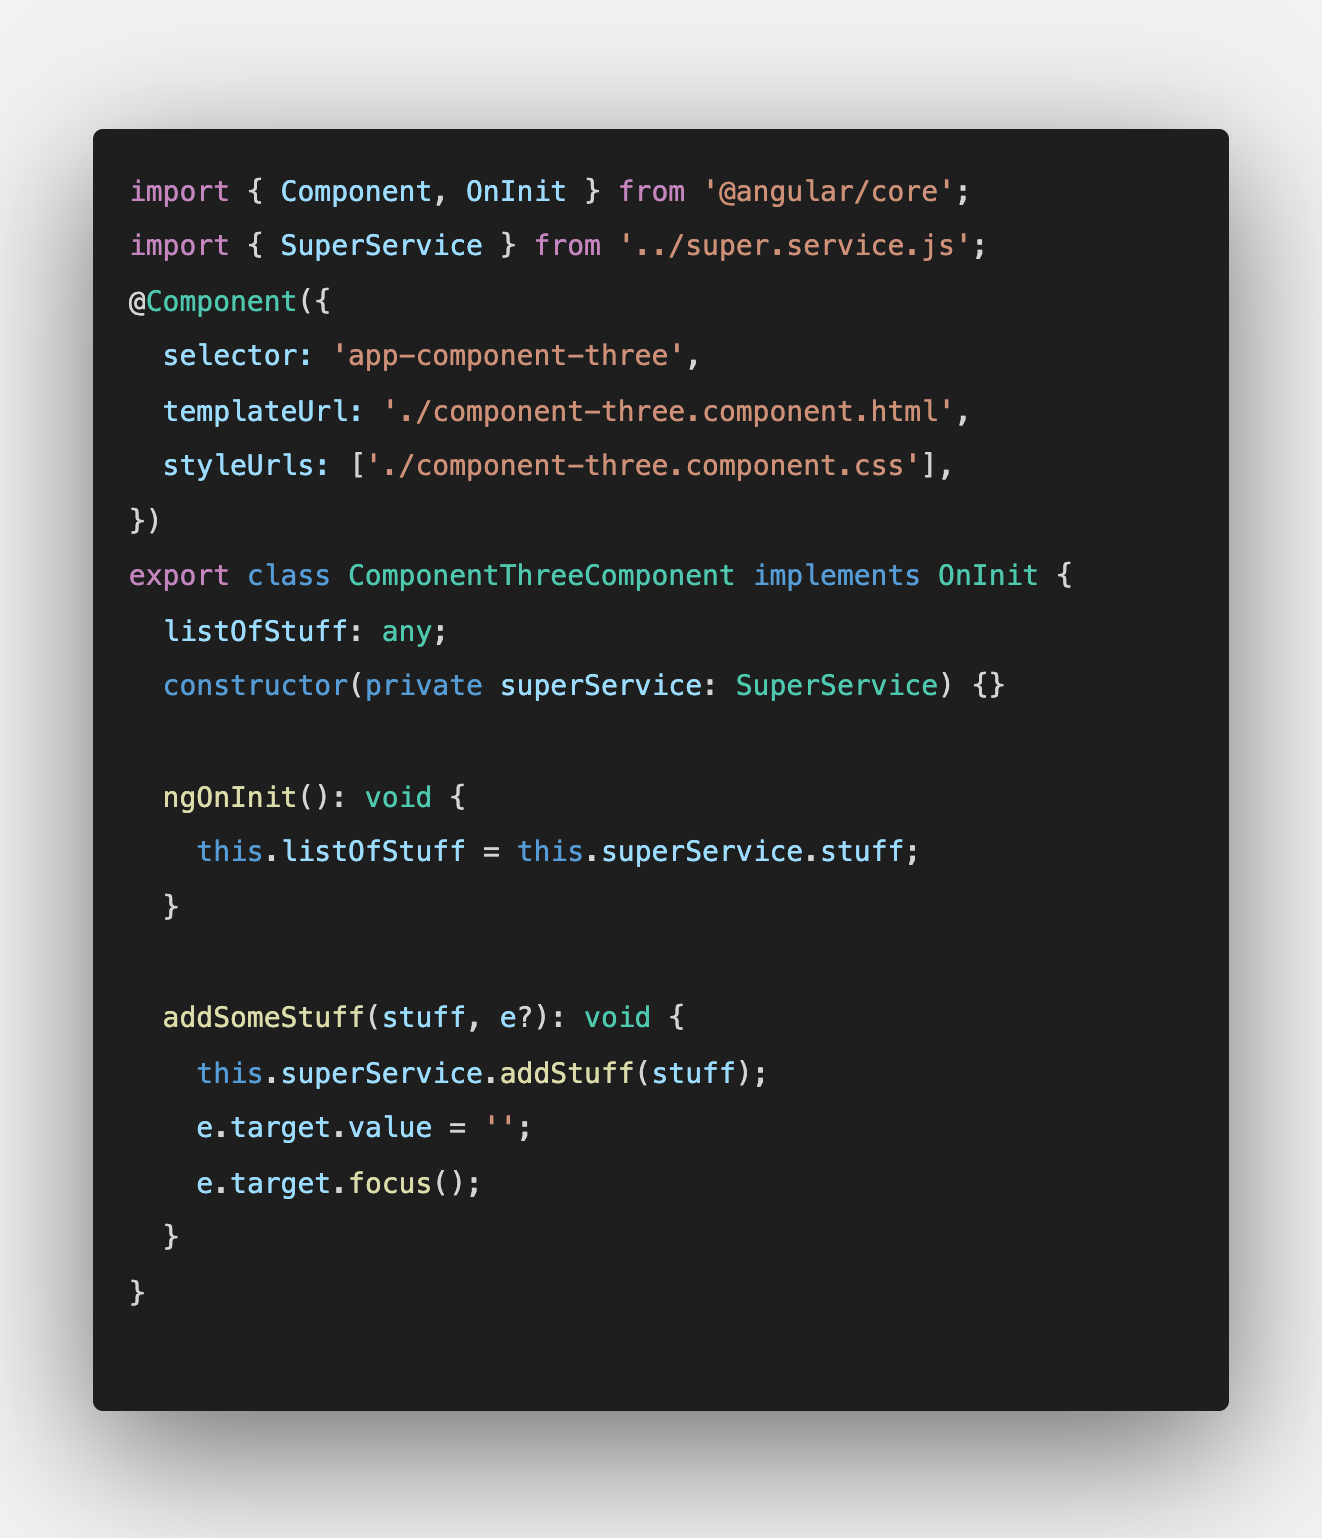 import { Component, OnInit } from '@angular/core';
import { SuperService } from '../super.service.js';
@Component({
  selector: 'app-component-three',
  templateUrl: './component-three.component.html',
  styleUrls: ['./component-three.component.css'],
})
export class ComponentThreeComponent implements OnInit {
  listOfStuff: any;
  constructor(private superService: SuperService) {}

  ngOnInit(): void {
    this.listOfStuff = this.superService.stuff;
  }

  addSomeStuff(stuff, e?): void {
    this.superService.addStuff(stuff);
    e.target.value = '';
    e.target.focus();
  }
}